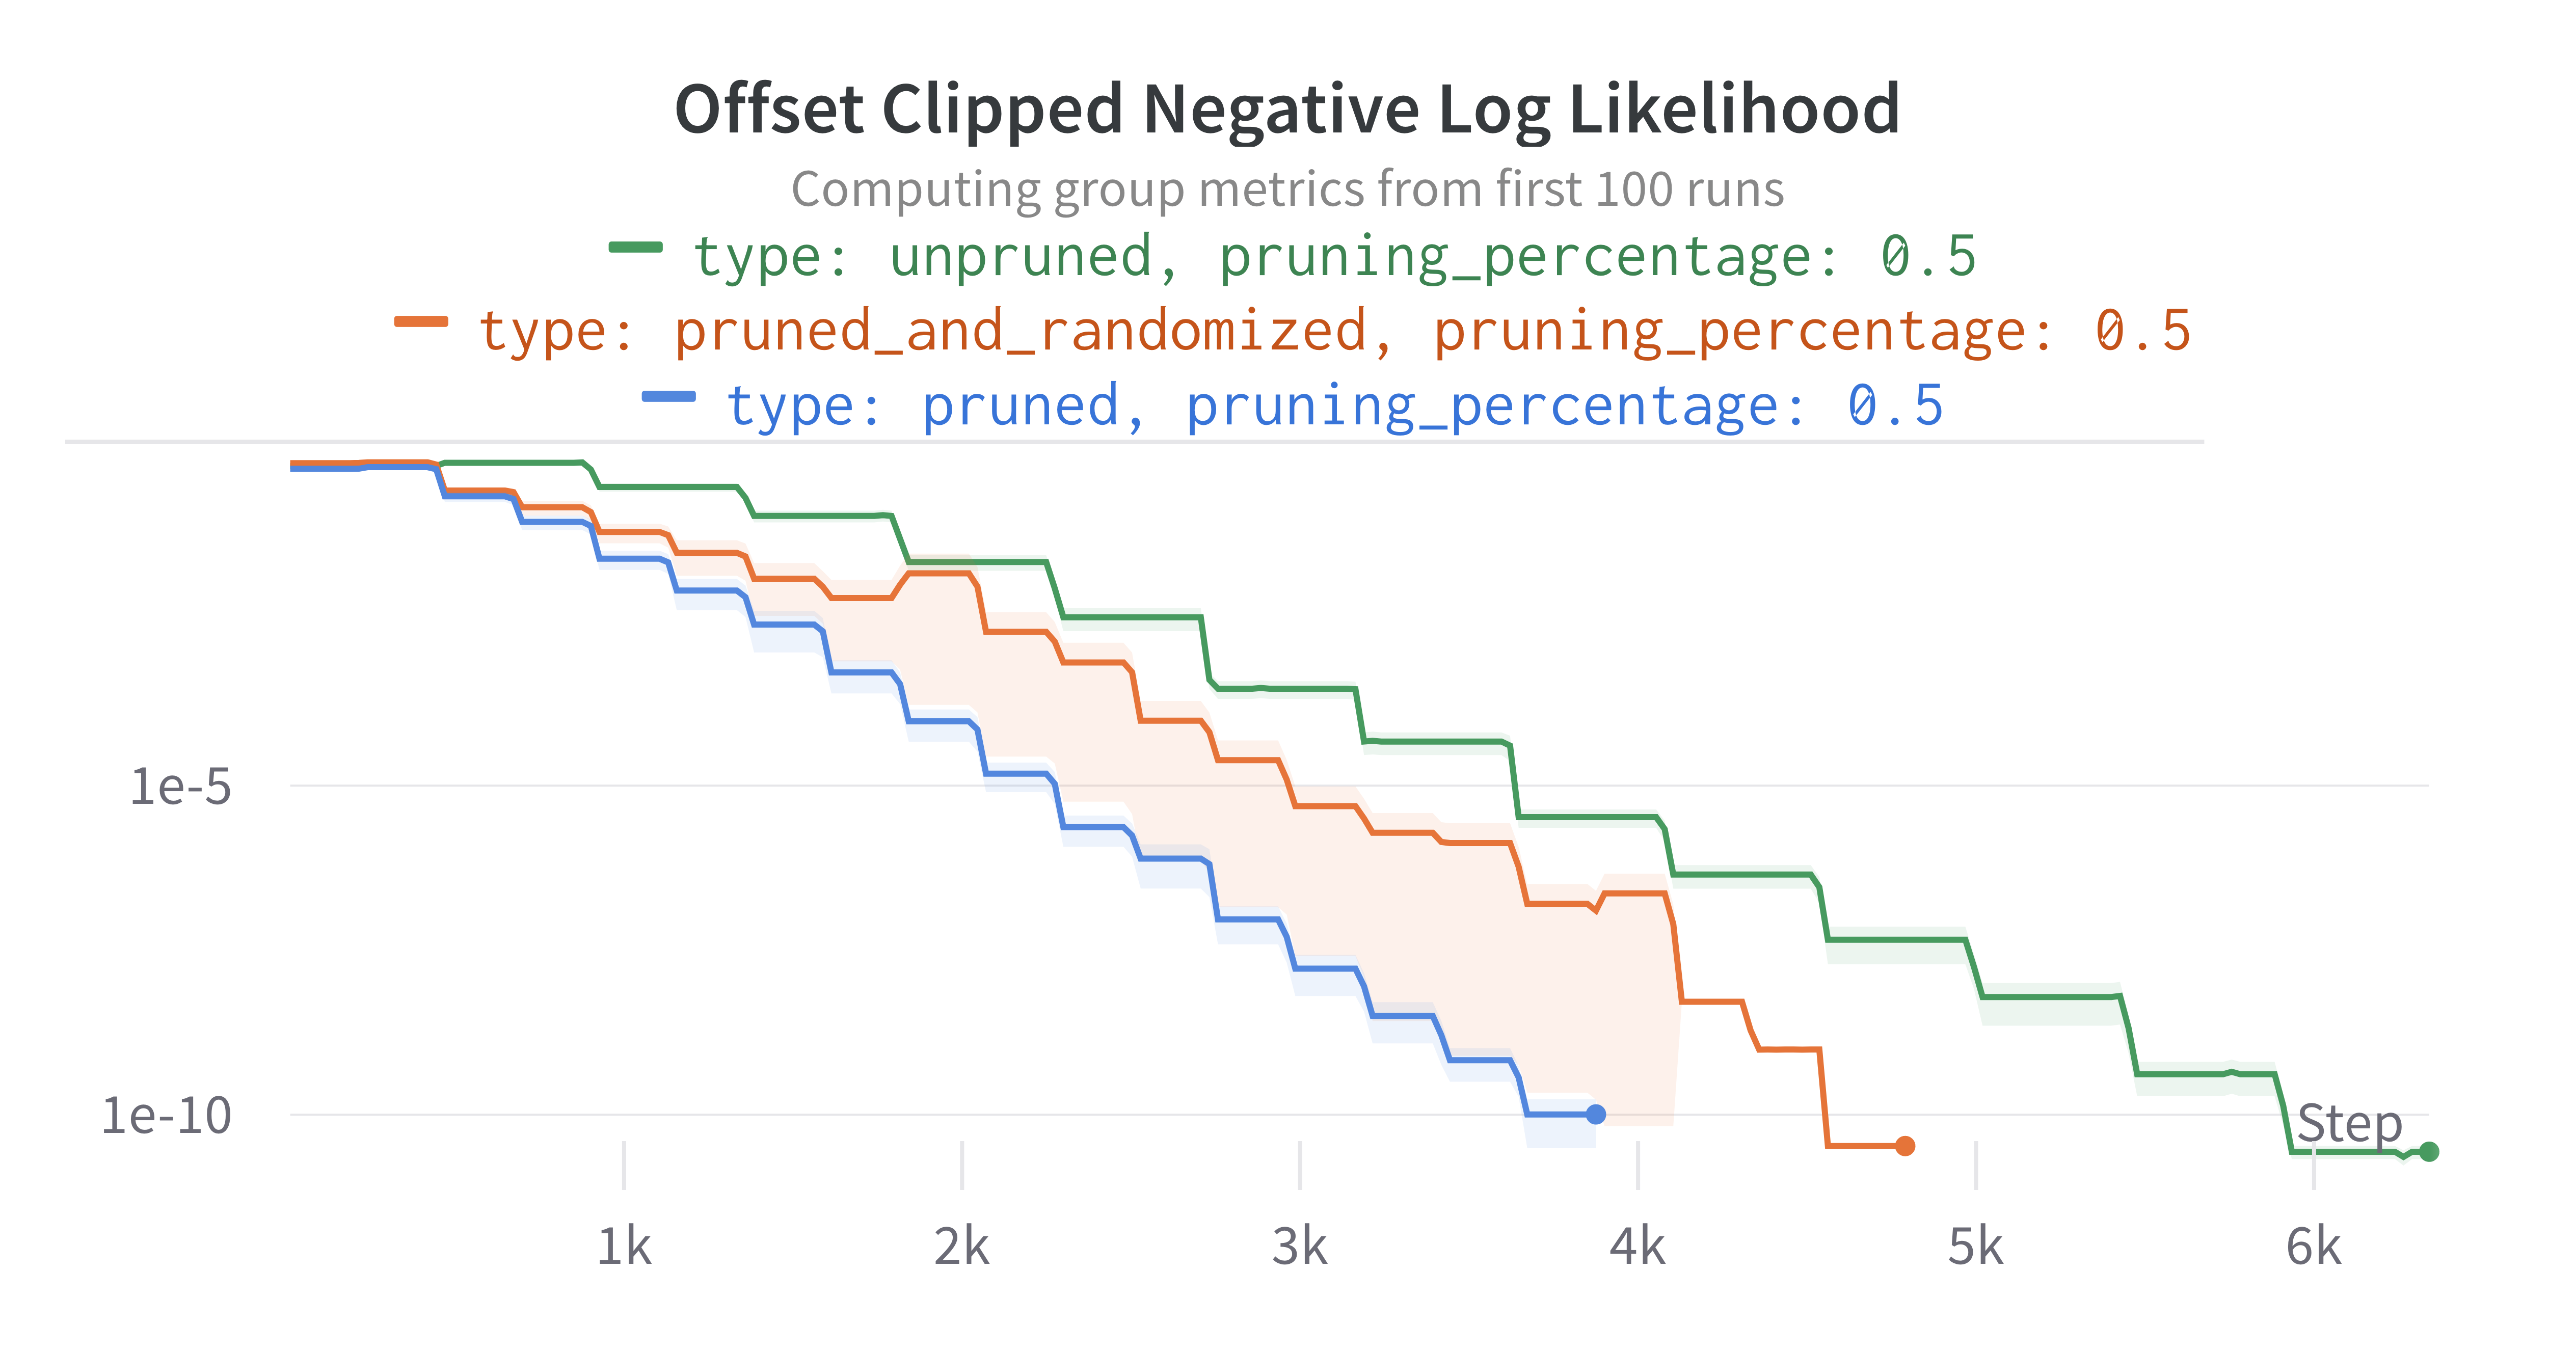 Offset Clipped Negative Log Likelihood
Computing group metrics from first 100 runs
type: unpruned, pruning_percentage: 0.5
type: pruned_and_randomized, pruning_percentage: 0.5
type: pruned, pruning_percentage: 0.5
1e-5
1e-10
Step
1k 2k 3k 4k 5k 6k